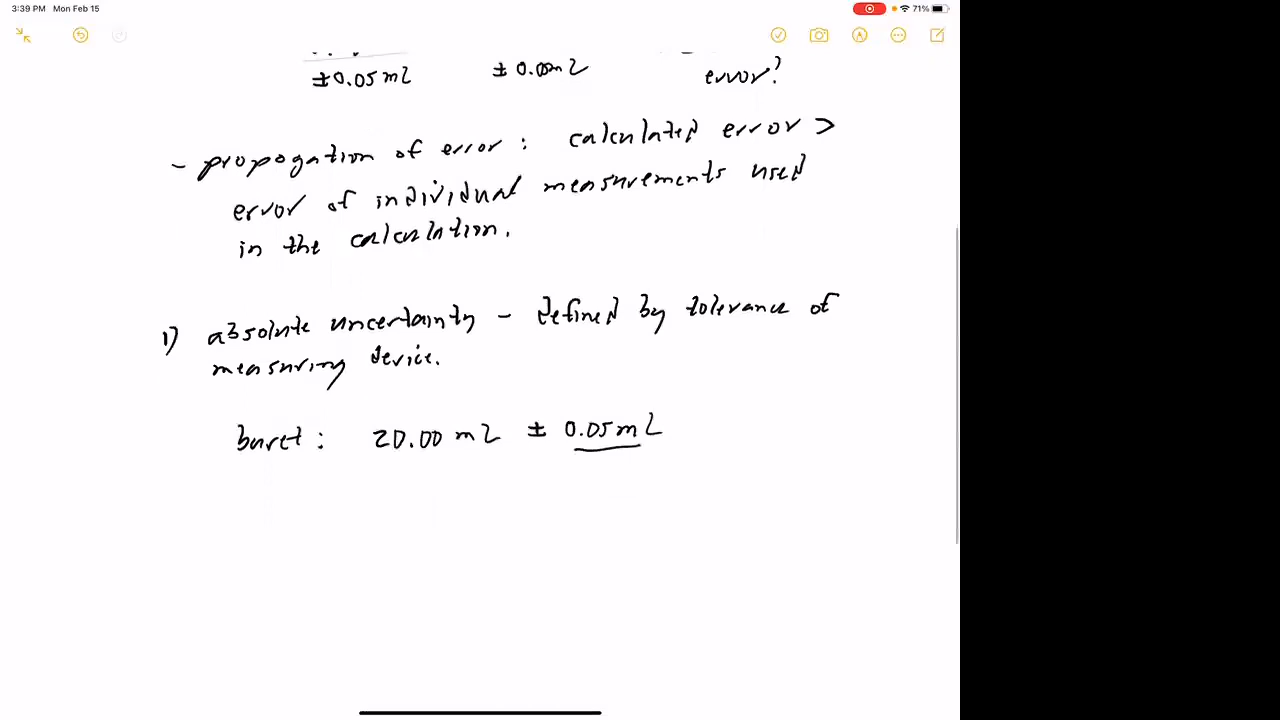 3:39 PM Mon Feb 15 71%
± 0.05 mL ± 0.00mL error?
- propogation of error : calculated error >
error of individual measurements used
in the calculation.
1) absolute uncertainty - defined by tolerance of
measuring device.
buret : 20.00 mL ± 0.05 mL